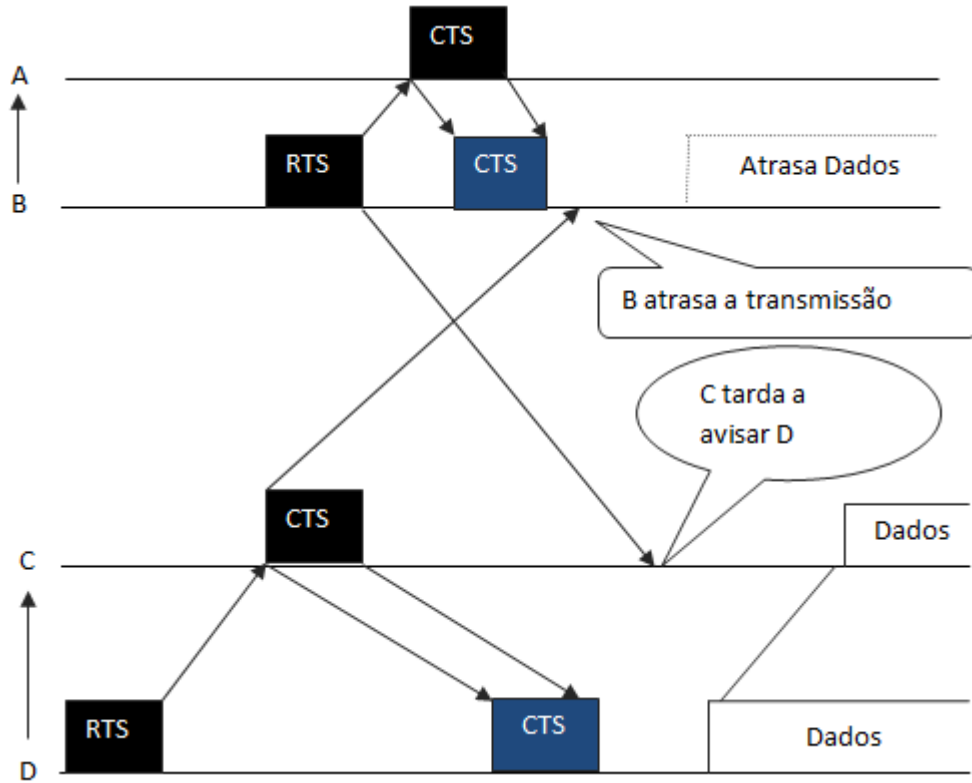 CTS
A
RTS
CTS
Atrasa Dados
B
B atrasa a transmissão
C tarda a
avisar D
CTS
Dados
C
RTS
CTS
Dados
D